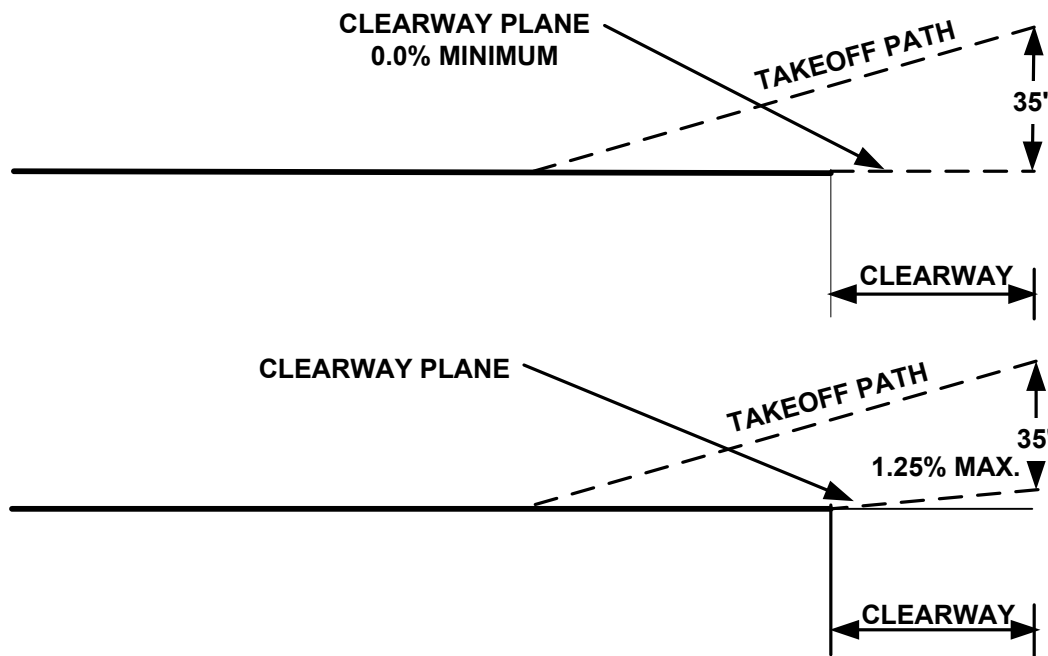 CLEARWAY PLANE
0.0% MINIMUM
TAKEOFF PATH
35'
CLEARWAY
CLEARWAY PLANE
TAKEOFF PATH
35'
1.25% MAX.
CLEARWAY